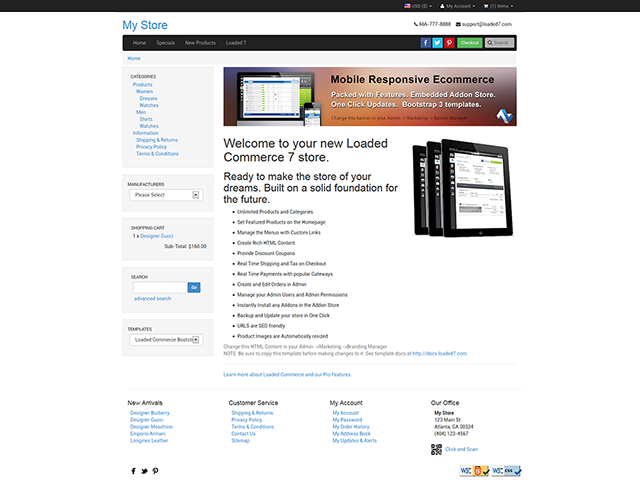 USD ($) My Account (1) Items
My Store
666-777-8888 support@loaded7.com
Home Specials New Products Loaded 7
Checkout Search
Home
CATEGORIES
Products
Women
Dresses
Watches
Men
Shirts
Watches
Information
Shipping & Returns
Privacy Policy
Terms & Conditions
MANUFACTURERS
Please Select
SHOPPING CART
1 x Designer Gucci
Sub-Total: $160.00
SEARCH
Go
advanced search
TEMPLATES
Loaded Commerce Bootst
Mobile Responsive Ecommerce
Packed with Features. Embedded Addon Store.
One Click Updates. Bootstrap 3 templates.
Change this banner in your Admin -> Marketing -> Banner Manager
Welcome to your new Loaded
Commerce 7 store.
Ready to make the store of your
dreams. Built on a solid foundation for
the future.
Unlimited Products and Categories
Set Featured Products on the Homepage
Manage the Menus with Custom Links
Create Rich HTML Content
Provide Discount Coupons
Real Time Shipping and Tax on Checkout
Real Time Payments with popular Gateways
Create and Edit Orders in Admin
Manage your Admin Users and Admin Permissions
Instantly Install any Addons in the Addon Store
Backup and Update your store in One Click
URLS are SEO friendly
Product Images are Automatically resized
Change this HTML Content in your Admin ->Marketing ->Branding Manager
NOTE: Be sure to copy this template before making changes to it. See template docs at http://docs.loaded7.com
Learn more about Loaded Commerce and our Pro Features.
New Arrivals
Designer Burberry
Designer Gucci
Designer Moschino
Emporio Armani
Longines Leather
Customer Service
Shipping & Returns
Privacy Policy
Terms & Conditions
Contact Us
Sitemap
My Account
My Account
My Password
My Order History
My Address Book
My Updates & Alerts
Our Office
My Store
123 Main St.
Atlanta, GA 30324
(404) 123-4567
Click and Scan
W3C W3C css